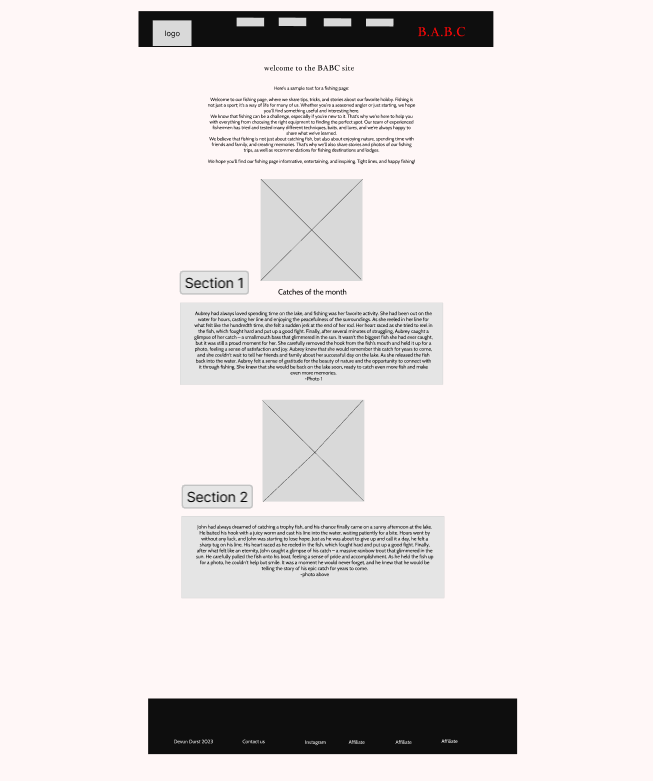 logo
B.A.B.C
welcome to the BABC site
Here's a sample text for a fishing page:
Welcome to our fishing page, where we share tips, tricks, and stories about our favorite hobby. Fishing is
not just a sport; it's a way of life for many of us. Whether you're a seasoned angler or just starting, we hope
you'll find something useful and interesting here.
We know that fishing can be a challenge, especially if you're new to it. That's why we're here to help you
with everything from choosing the right equipment to finding the perfect spot. Our team of experienced
fishermen has tried and tested many different techniques, baits, and lures, and we're always happy to
share what we've learned.
We believe that fishing is not just about catching fish, but also about enjoying nature, spending time with
friends and family, and creating memories. That's why we'll also share stories and photos of our fishing
trips, as well as recommendations for fishing destinations and lodges.
We hope you'll find our fishing page informative, entertaining, and inspiring. Tight lines, and happy fishing!
Section 1
Catches of the month
Aubrey had always loved spending time on the lake, and fishing was her favorite activity. She had been out on the
water for hours, casting her line and enjoying the peacefulness of the surroundings. As she reeled in her line for
what felt like the hundredth time, she felt a sudden jerk at the end of her rod. Her heart raced as she tried to reel in
the fish, which fought hard and put up a good fight. Finally, after several minutes of struggling, Aubrey caught a
glimpse of her catch – a smallmouth bass that glimmered in the sun. It wasn't the biggest fish she had ever caught,
but it was still a proud moment for her. She carefully removed the hook from the fish's mouth and held it up for a
photo, feeling a sense of satisfaction and joy. Aubrey knew that she would remember this catch for years to come,
and she couldn't wait to tell her friends and family about her successful day on the lake. As she released the fish
back into the water, Aubrey felt a sense of gratitude for the beauty of nature and the opportunity to connect with
it through fishing. She knew that she would be back on the lake soon, ready to catch even more fish and make
even more memories.
-Photo 1
Section 2
John had always dreamed of catching a trophy fish, and his chance finally came on a sunny afternoon at the lake.
He baited his hook with a juicy worm and cast his line into the water, waiting patiently for a bite. Hours went by
without any luck, and John was starting to lose hope. Just as he was about to give up and call it a day, he felt a
sharp tug on his line. His heart raced as he reeled in the fish, which fought hard and put up a good fight. Finally,
after what felt like an eternity, John caught a glimpse of his catch – a massive rainbow trout that glimmered in the
sun. He carefully pulled the fish onto his boat, feeling a sense of pride and accomplishment. As he held the fish up
for a photo, he couldn't help but smile. It was a moment he would never forget, and he knew that he would be
telling the story of his epic catch for years to come.
-photo above
Devun Durst 2023 Contact us Instagram Affiliate Affiliate Affiliate